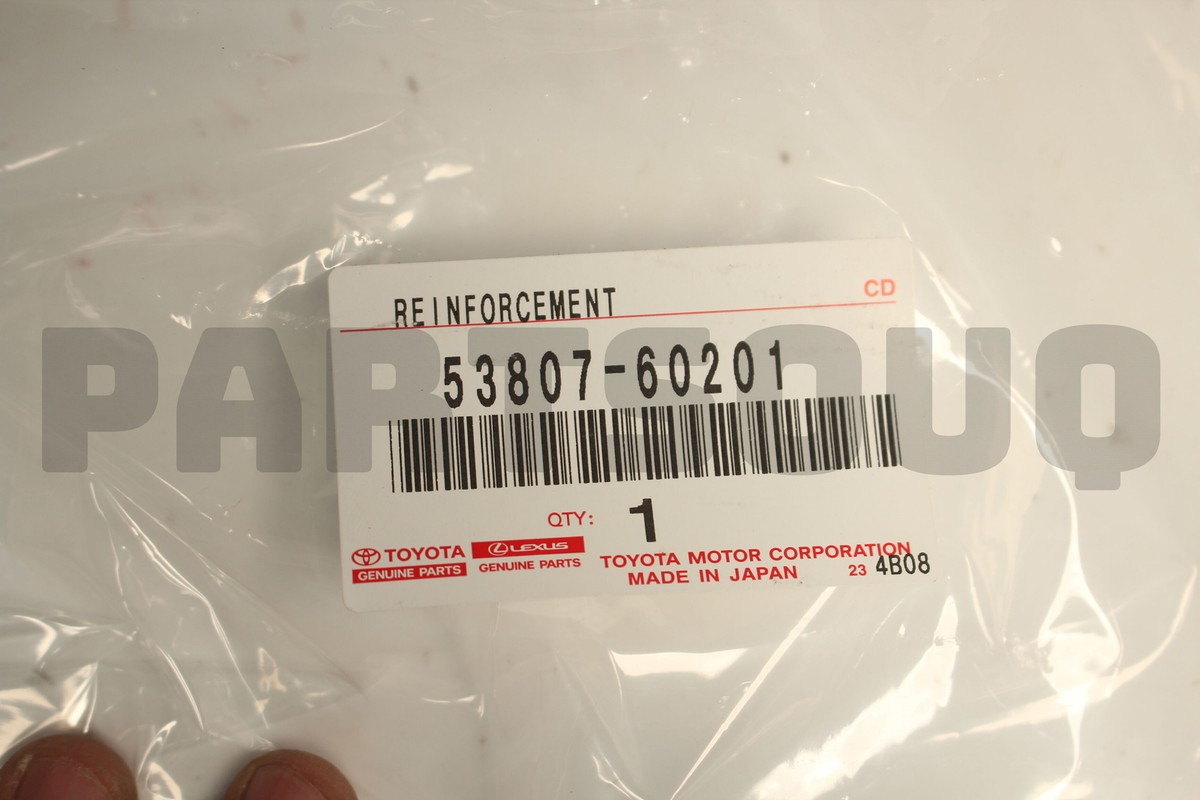 REINFORCEMENT
CD
PARTSOUQ
53807-60201
QTY: 1
TOYOTA
GENUINE PARTS
LEXUS
GENUINE PARTS
TOYOTA MOTOR CORPORATION
MADE IN JAPAN 23 4B08